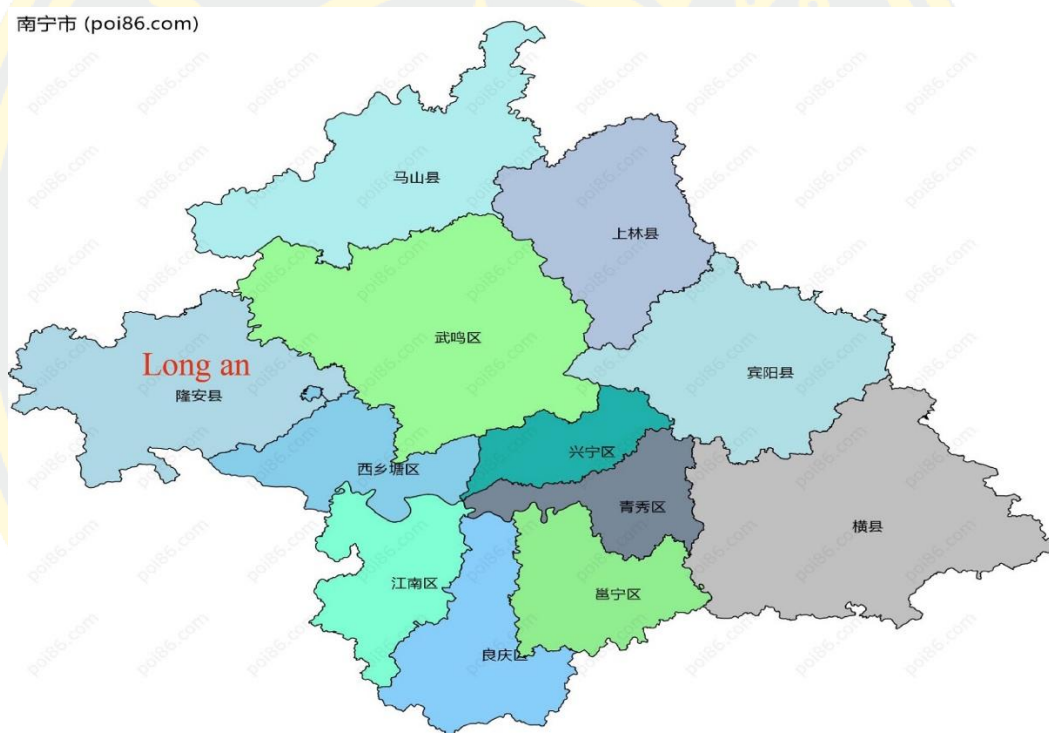 南宁市 (poi86.com)
马山县
上林县
武鸣区
Long an
隆安县
宾阳县
兴宁区
西乡塘区
青秀区
横县
江南区
邕宁区
良庆区
poi86.com